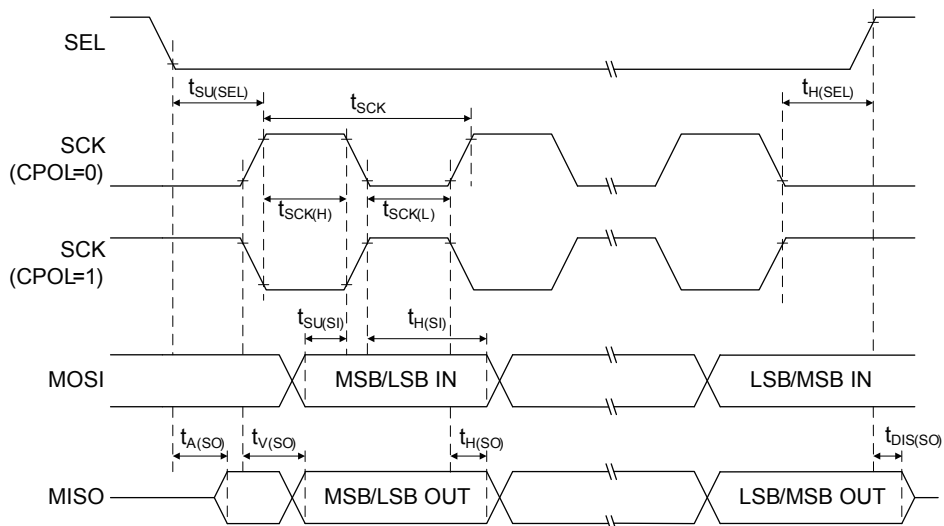 SEL
tSU(SEL)
tSCK
tH(SEL)
SCK
(CPOL=0)
tSCK(H)
tSCK(L)
SCK
(CPOL=1)
tSU(SI)
tH(SI)
MOSI
MSB/LSB IN
LSB/MSB IN
tA(SO)
tV(SO)
tH(SO)
tDIS(SO)
MISO
MSB/LSB OUT
LSB/MSB OUT